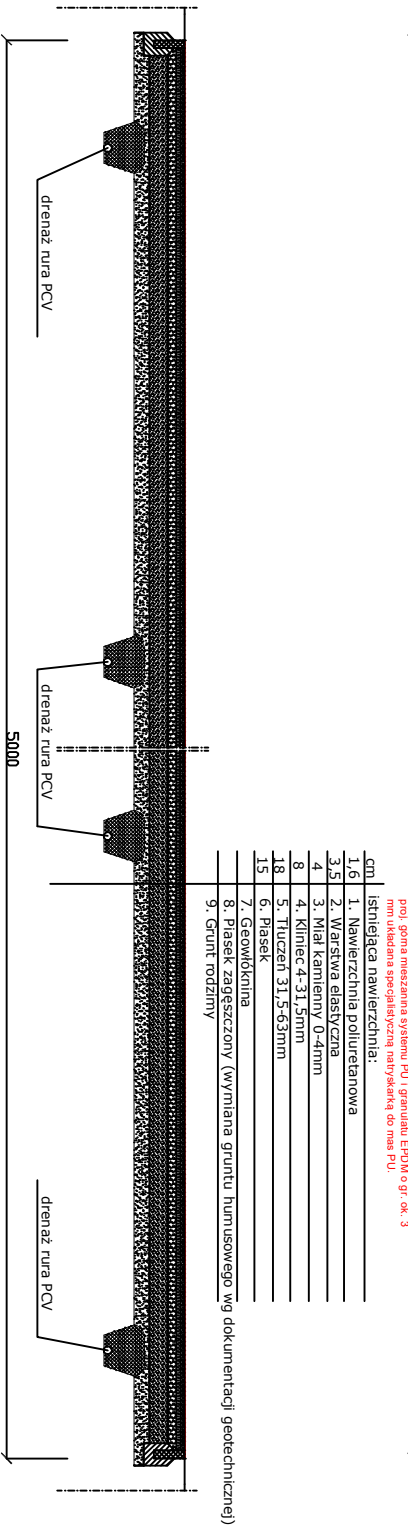 proj. górna mieszanina systemu PU i granulatu EPDM o gr. ok. 3
mm układana specjalistyczną natryskarką do mas PU.
cm istniejąca nawierzchnia:
1,6 1. Nawierzchnia poliuretanowa
3,5 2. Warstwa elastyczna
4 3. Miał kamienny 0-4mm
8 4. Kliniec 4-31,5mm
18 5. Tłuczeń 31,5-63mm
15 6. Piasek
7. Geowłóknina
8. Piasek zagęszczony (wymiana gruntu humusowego wg dokumentacji geotechnicznej)
9. Grunt rodzimy
drenaż rura PCV
drenaż rura PCV
drenaż rura PCV
5000